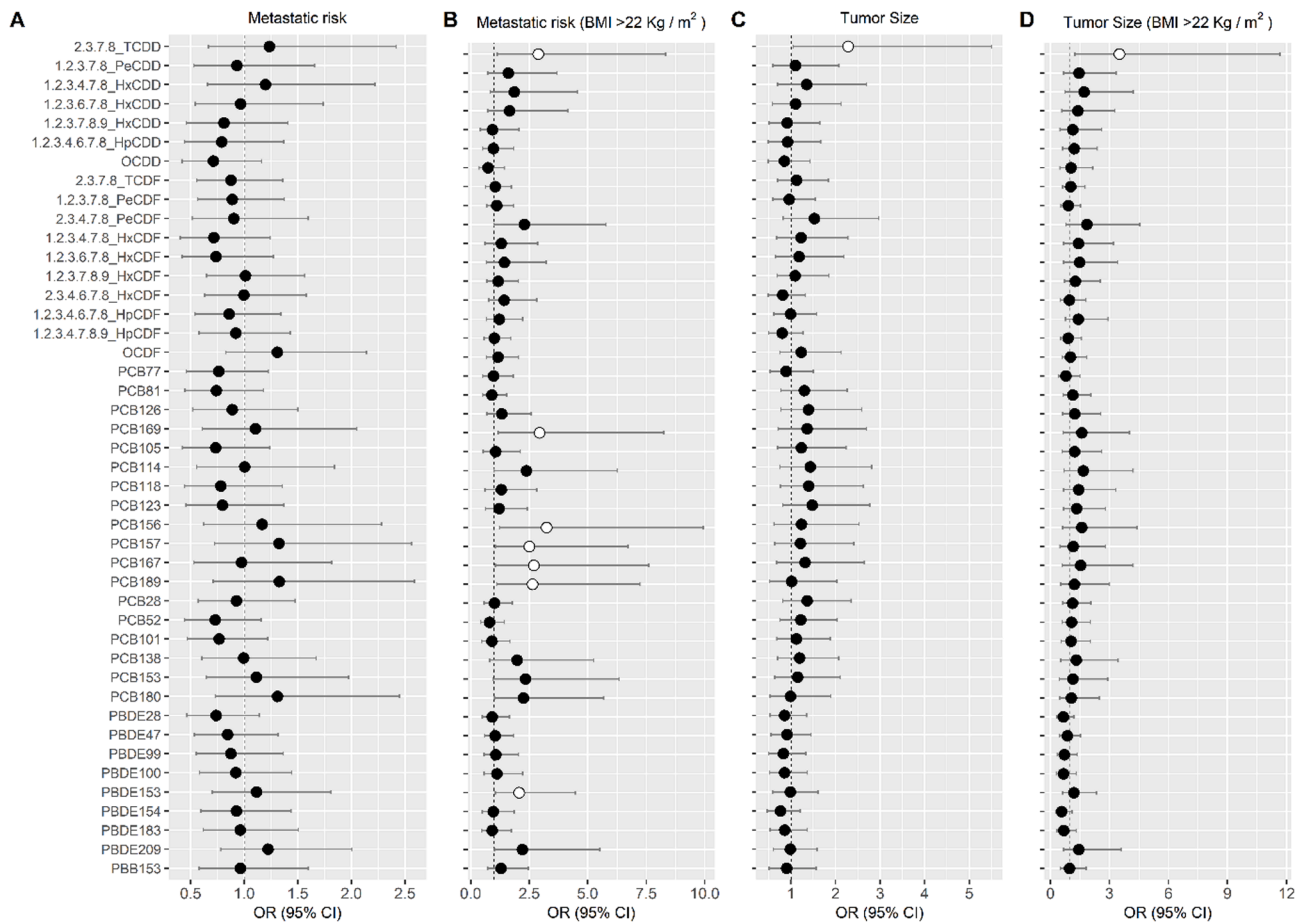 A Metastatic risk B Metastatic risk (BMI >22 Kg / m²) C Tumor Size D Tumor Size (BMI >22 Kg / m²)
2.3.7.8_TCDD
1.2.3.7.8_PeCDD
1.2.3.4.7.8_HxCDD
1.2.3.6.7.8_HxCDD
1.2.3.7.8.9_HxCDD
1.2.3.4.6.7.8_HpCDD
OCDD
2.3.7.8_TCDF
1.2.3.7.8_PeCDF
2.3.4.7.8_PeCDF
1.2.3.4.7.8_HxCDF
1.2.3.6.7.8_HxCDF
1.2.3.7.8.9_HxCDF
2.3.4.6.7.8_HxCDF
1.2.3.4.6.7.8_HpCDF
1.2.3.4.7.8.9_HpCDF
OCDF
PCB77
PCB81
PCB126
PCB169
PCB105
PCB114
PCB118
PCB123
PCB156
PCB157
PCB167
PCB189
PCB28
PCB52
PCB101
PCB138
PCB153
PCB180
PBDE28
PBDE47
PBDE99
PBDE100
PBDE153
PBDE154
PBDE183
PBDE209
PBB153
0.5 1.0 1.5 2.0 2.5 0.0 2.5 5.0 7.5 10.0 1 2 3 4 5 0 3 6 9 12
OR (95% CI) OR (95% CI) OR (95% CI) OR (95% CI)